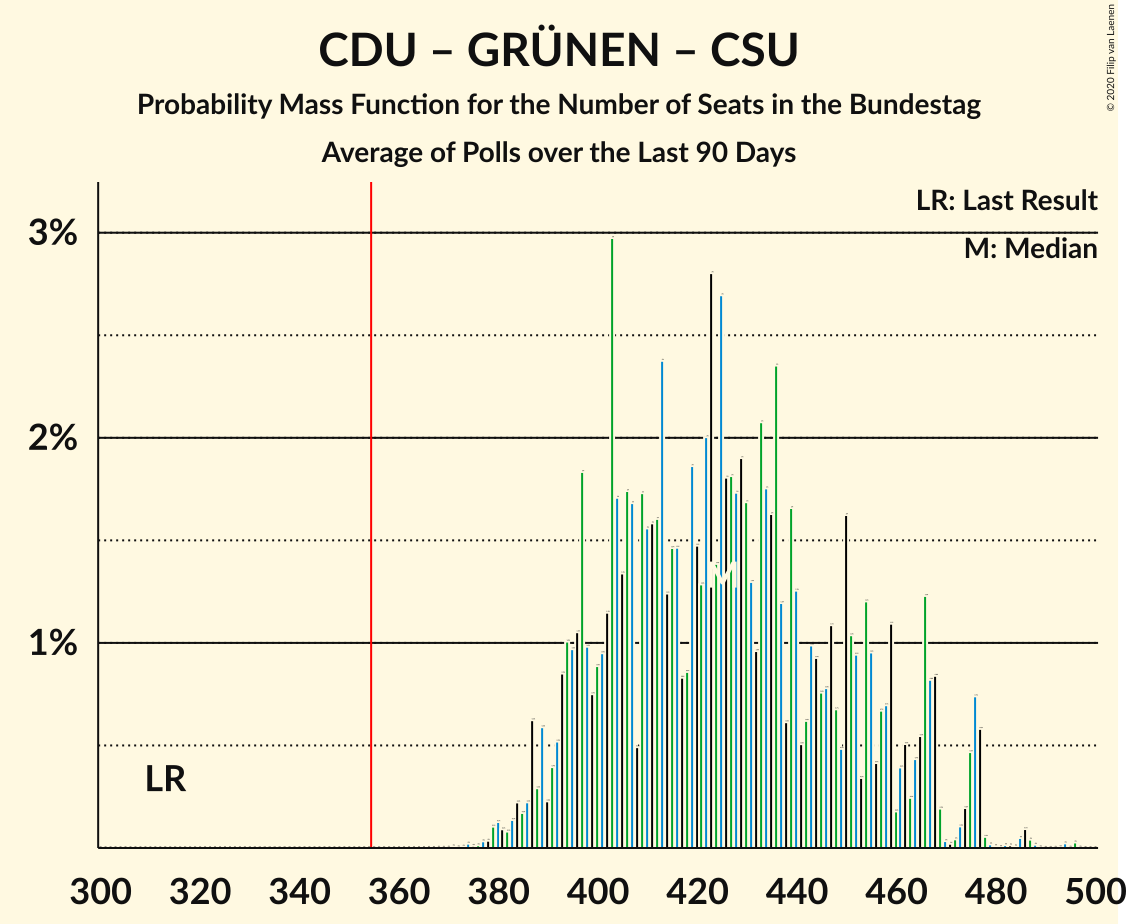 CDU – GRÜNEN – CSU
Probability Mass Function for the Number of Seats in the Bundestag
Average of Polls over the Last 90 Days
© 2020 Filip van Laenen
LR: Last Result
M: Median
3%
2%
1%
M
LR
300 320 340 360 380 400 420 440 460 480 500